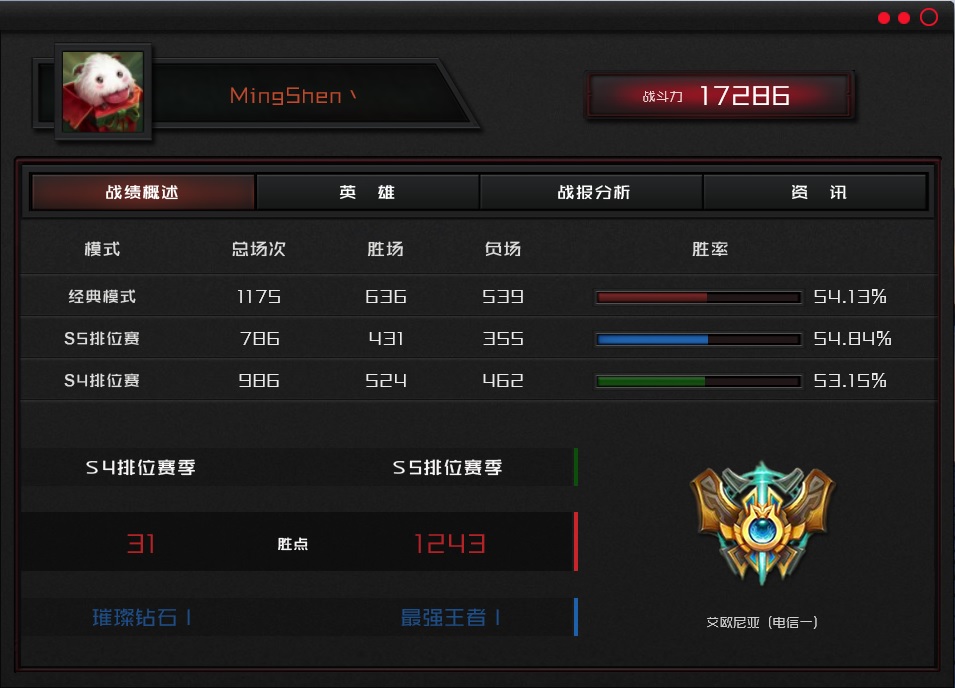 MingShen丶
战斗力 17286
战绩概述 英 雄 战报分析 资 讯
模式 总场次 胜场 负场 胜率
经典模式 1175 636 539 54.13%
S5排位赛 786 431 355 54.84%
S4排位赛 986 524 462 53.15%
S4排位赛季 S5排位赛季
31 胜点 1243
璀璨钻石 I 最强王者 I
艾欧尼亚 (电信一)